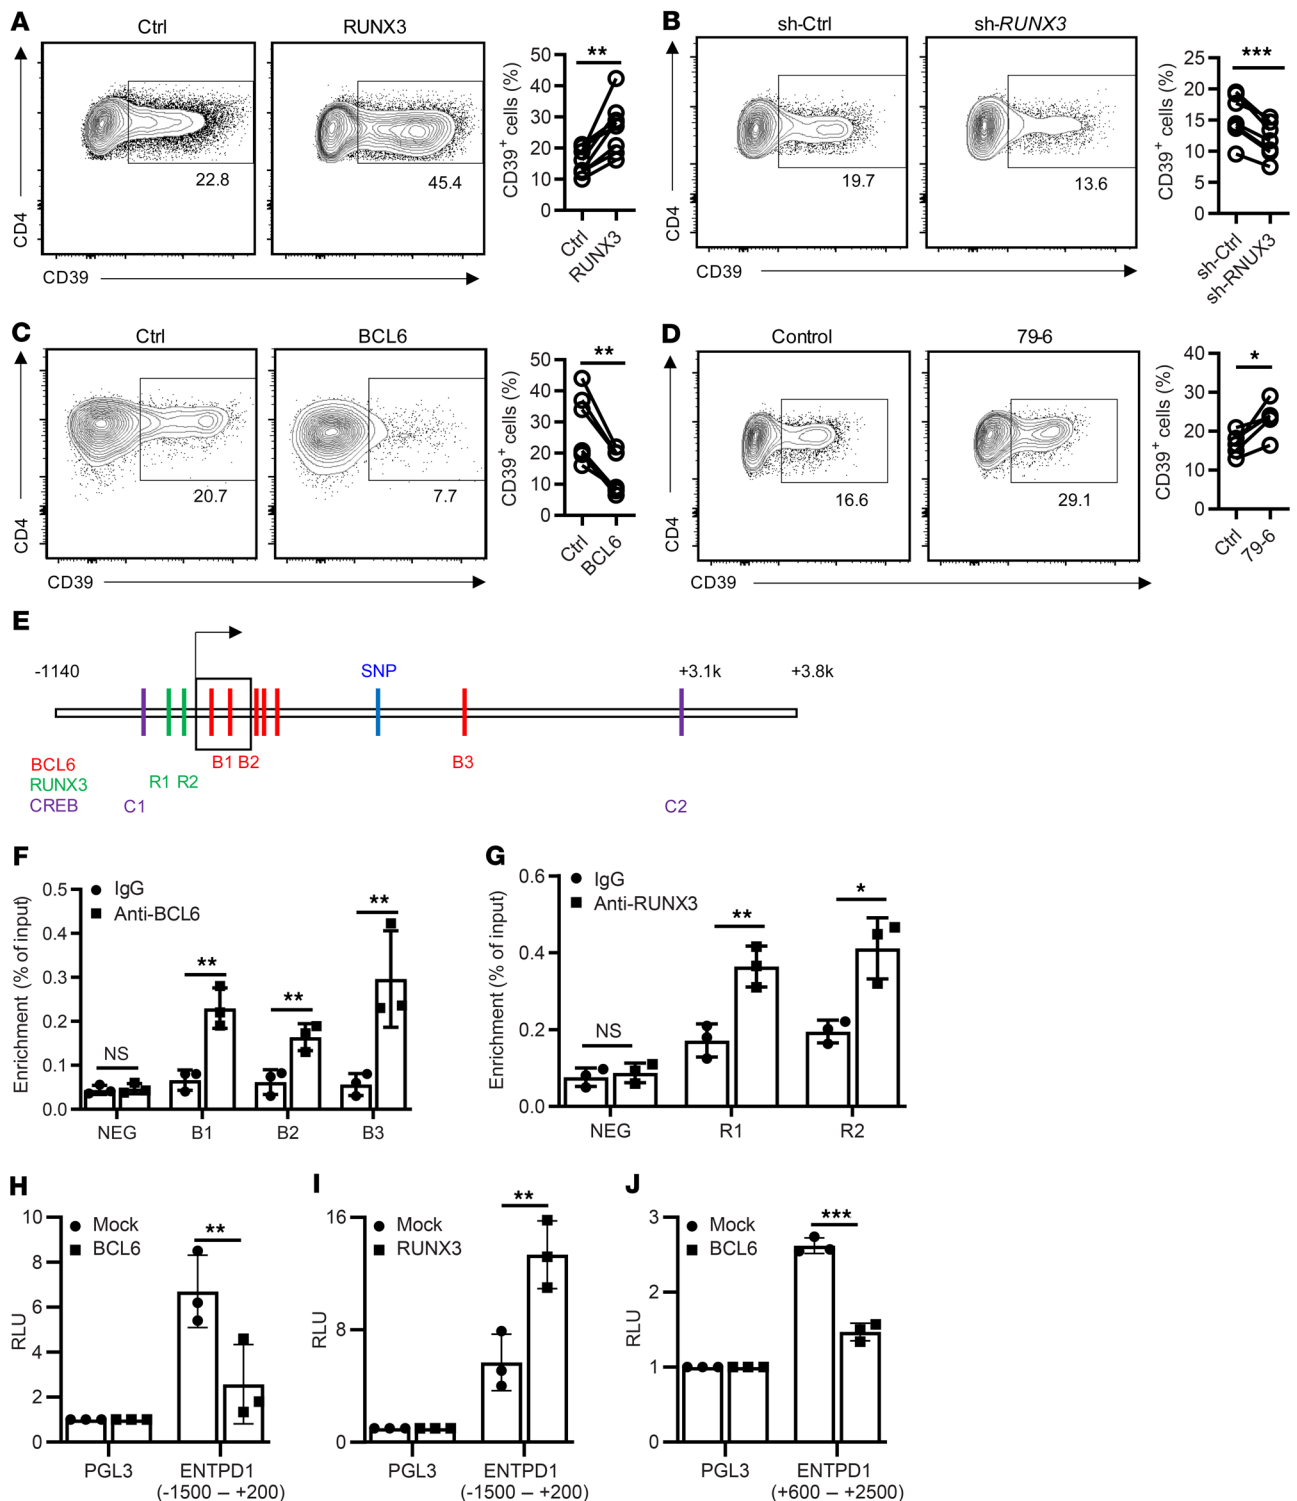 A
Ctrl
RUNX3
CD4
22.8
45.4
CD39
CD39+ cells (%)
50
40
30
20
10
0
**
Ctrl
RUNX3
B
sh-Ctrl
sh-RUNX3
CD4
19.7
13.6
CD39
CD39+ cells (%)
25
20
15
10
5
0
***
sh-Ctrl
sh-RNUX3
C
Ctrl
BCL6
CD4
20.7
7.7
CD39
CD39+ cells (%)
50
40
30
20
10
0
**
Ctrl
BCL6
D
Control
79-6
CD4
16.6
29.1
CD39
CD39+ cells (%)
40
30
20
10
0
*
Ctrl
79-6
E
-1140
SNP
+3.1k
+3.8k
BCL6
B1 B2
B3
RUNX3
R1 R2
CREB
C1
C2
F
IgG
Anti-BCL6
Enrichment (% of input)
0.5
0.4
0.3
0.2
0.1
0.0
NS
**
**
**
NEG
B1
B2
B3
G
IgG
Anti-RUNX3
Enrichment (% of input)
0.6
0.4
0.2
0.0
NS
**
*
NEG
R1
R2
H
Mock
BCL6
RLU
10
8
6
4
2
0
**
PGL3
ENTPD1
(-1500 – +200)
I
Mock
RUNX3
RLU
16
8
0
**
PGL3
ENTPD1
(-1500 – +200)
J
Mock
BCL6
RLU
3
2
1
0
***
PGL3
ENTPD1
(+600 – +2500)